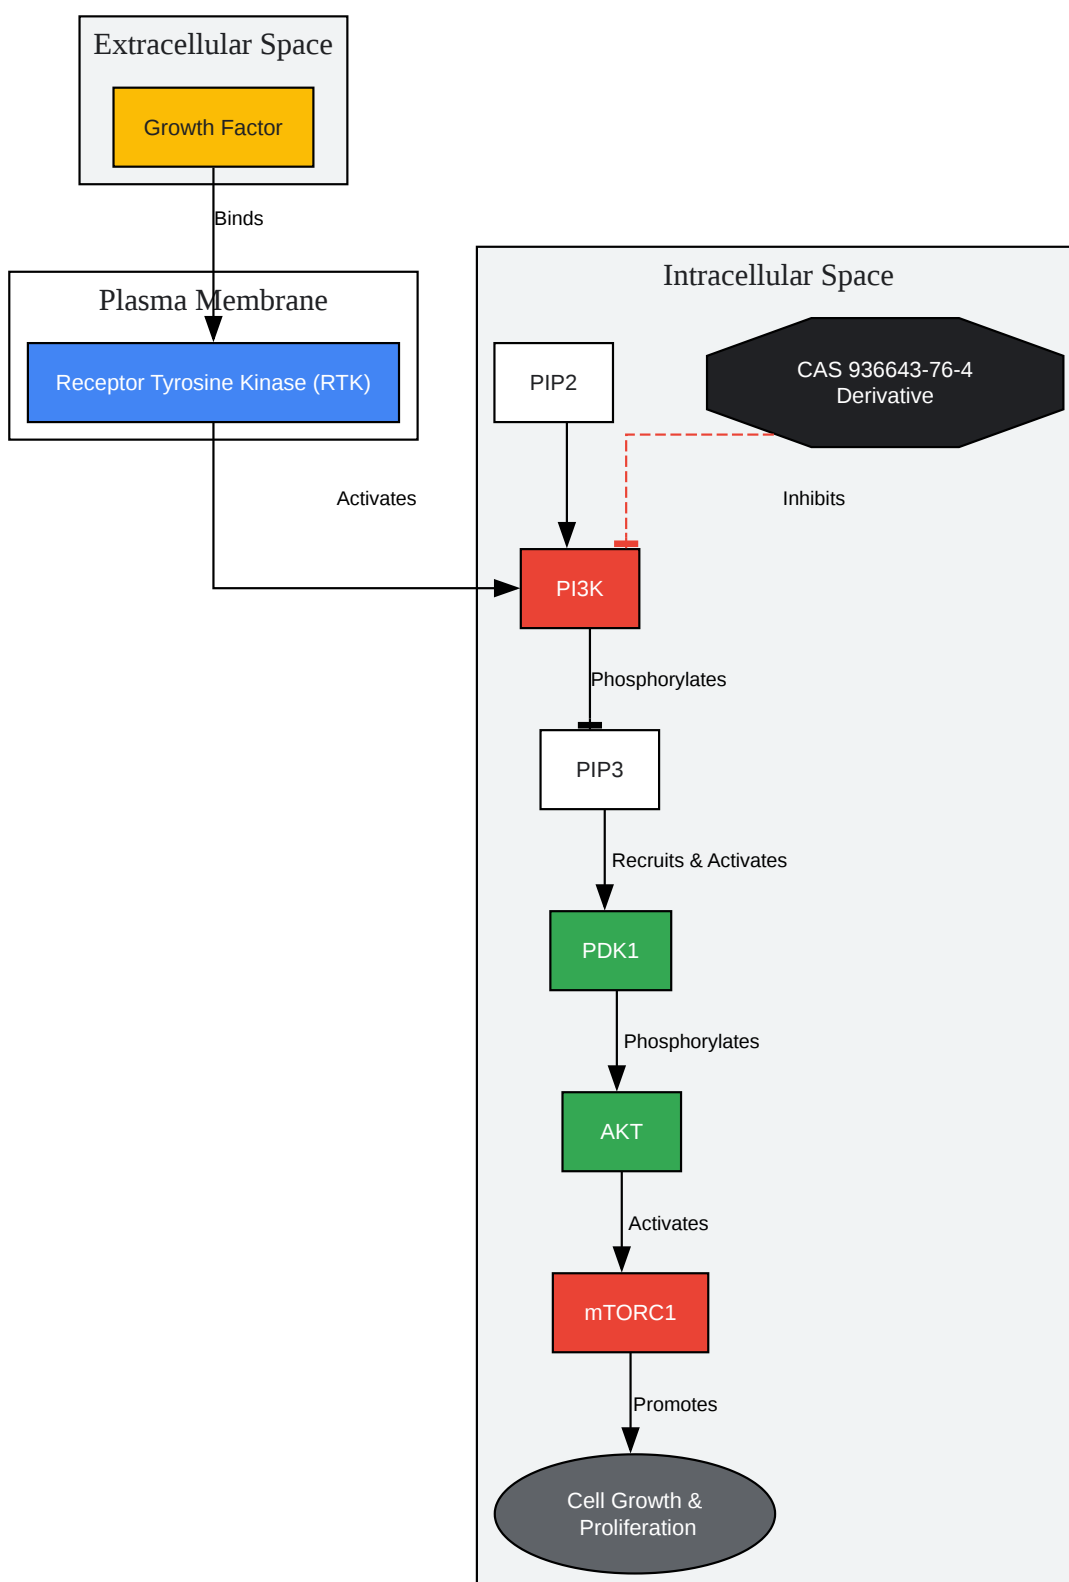 Extracellular Space
Growth Factor
Binds
Plasma Membrane
Receptor Tyrosine Kinase (RTK)
Activates
Intracellular Space
PIP2
CAS 936643-76-4
Derivative
Inhibits
PI3K
Phosphorylates
PIP3
Recruits & Activates
PDK1
Phosphorylates
AKT
Activates
mTORC1
Promotes
Cell Growth &
Proliferation